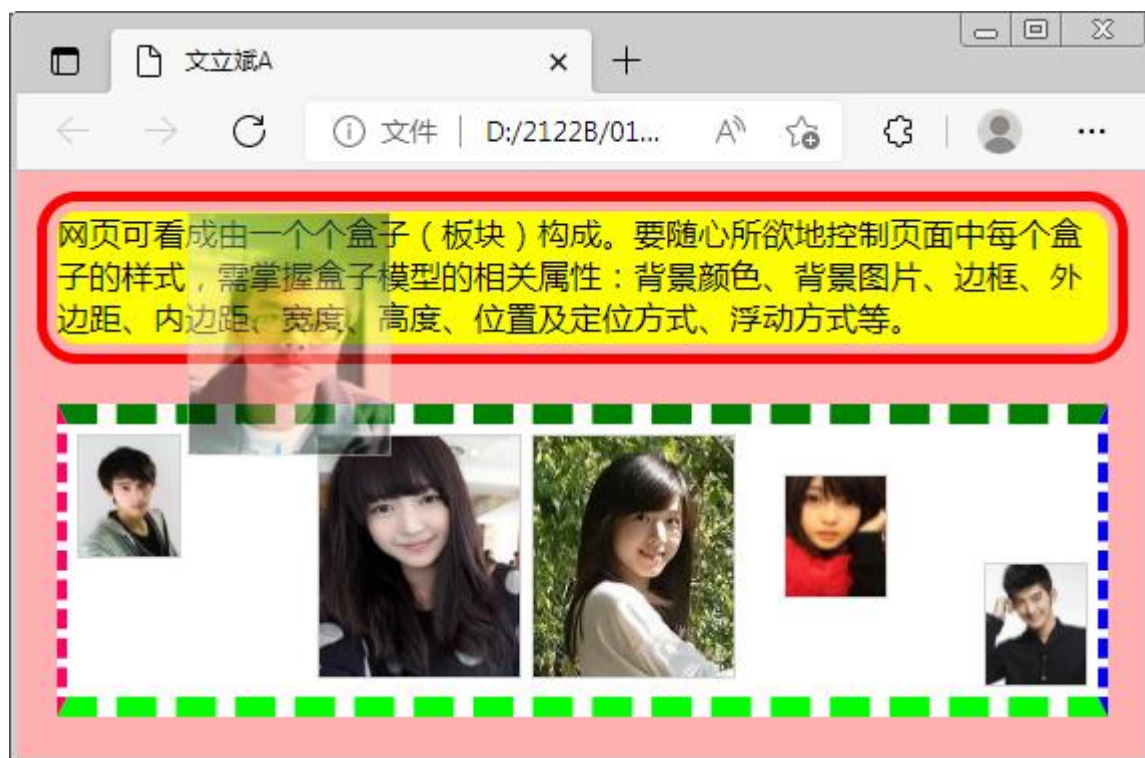 文立斌A
文件 D:/2122B/01...
网页可看成由一个个盒子（板块）构成。要随心所欲地控制页面中每个盒
子的样式，需掌握盒子模型的相关属性：背景颜色、背景图片、边框、外
边距、内边距、宽度、高度、位置及定位方式、浮动方式等。